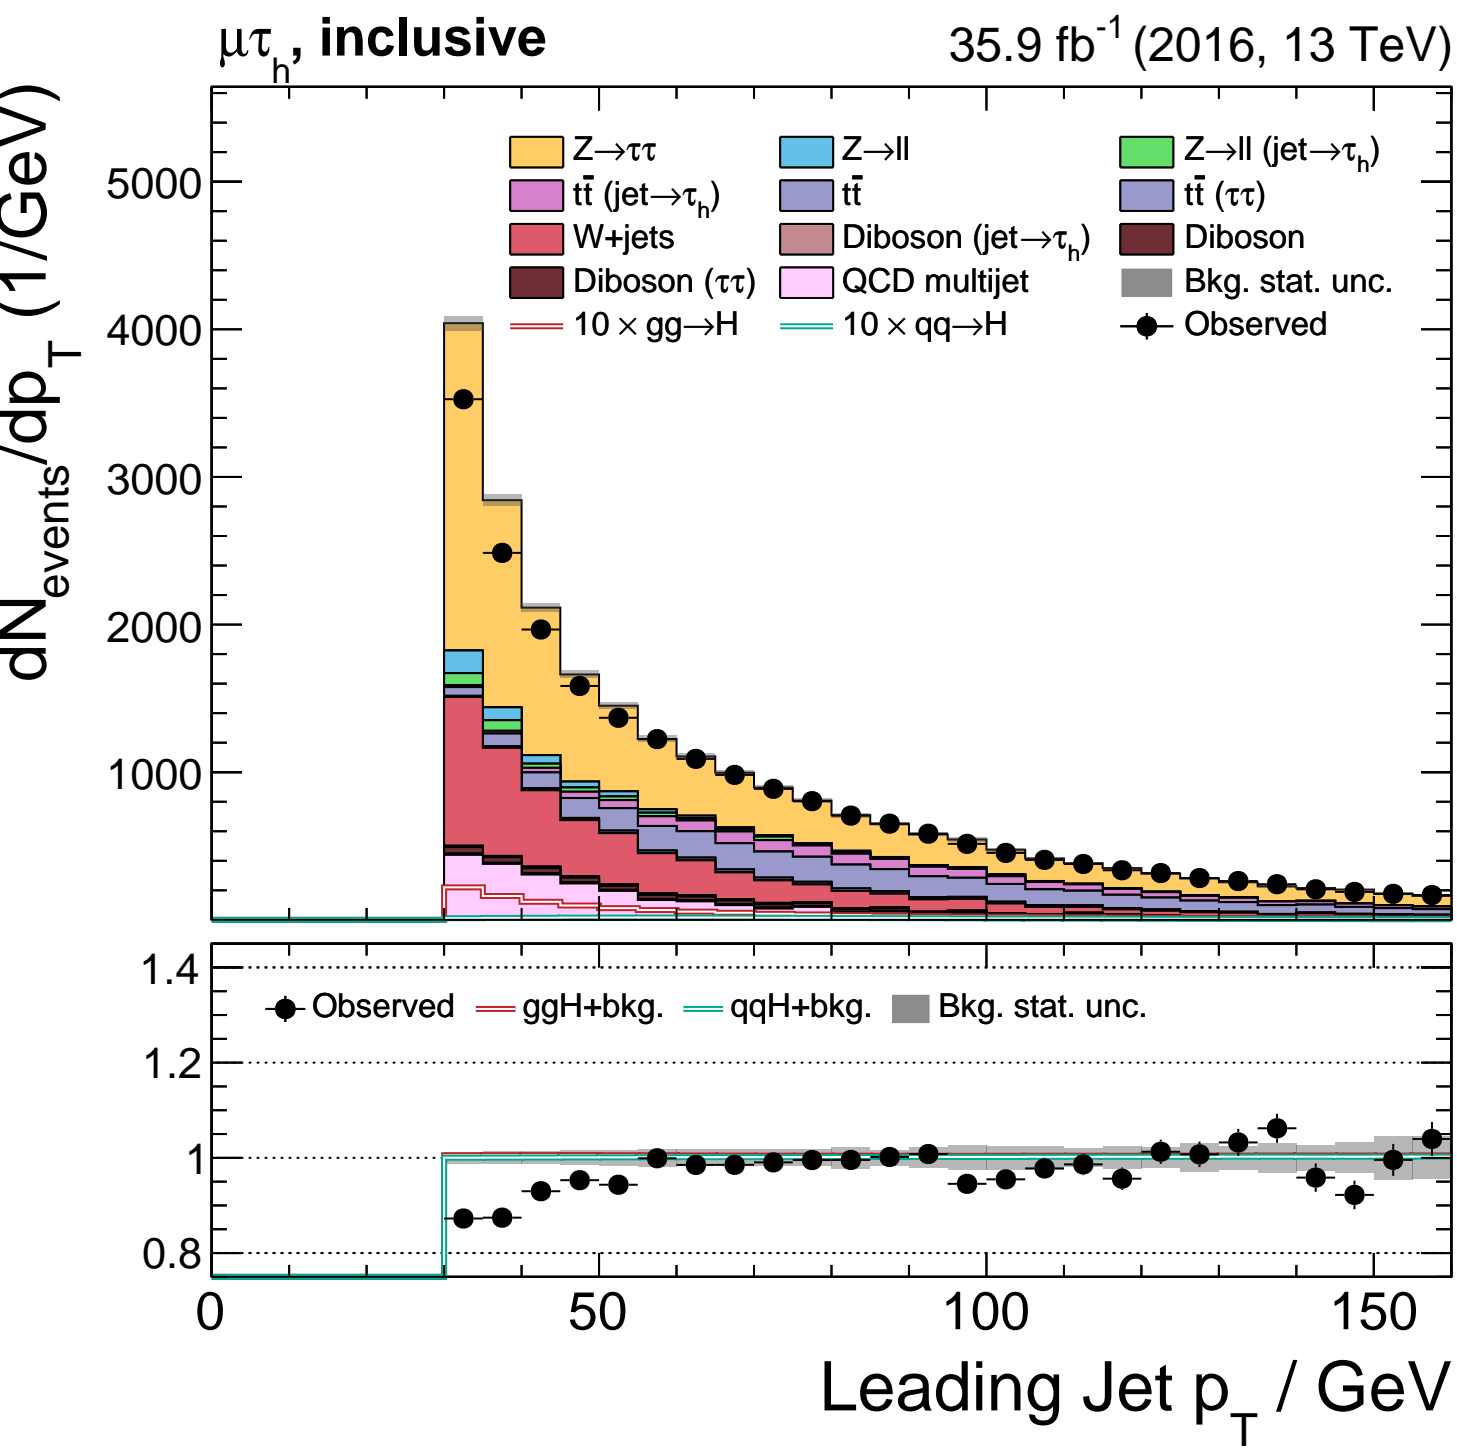 μτh, inclusive
35.9 fb-1 (2016, 13 TeV)
dNevents/dpT (1/GeV)
5000
4000
3000
2000
1000
Z→ττ
Z→ll
Z→ll (jet→τh)
tt̄ (jet→τh)
tt̄
tt̄ (ττ)
W+jets
Diboson (jet→τh)
Diboson
Diboson (ττ)
QCD multijet
Bkg. stat. unc.
10 × gg→H
10 × qq→H
Observed
1.4
1.2
1
0.8
Observed
ggH+bkg.
qqH+bkg.
Bkg. stat. unc.
0
50
100
150
Leading Jet pT / GeV